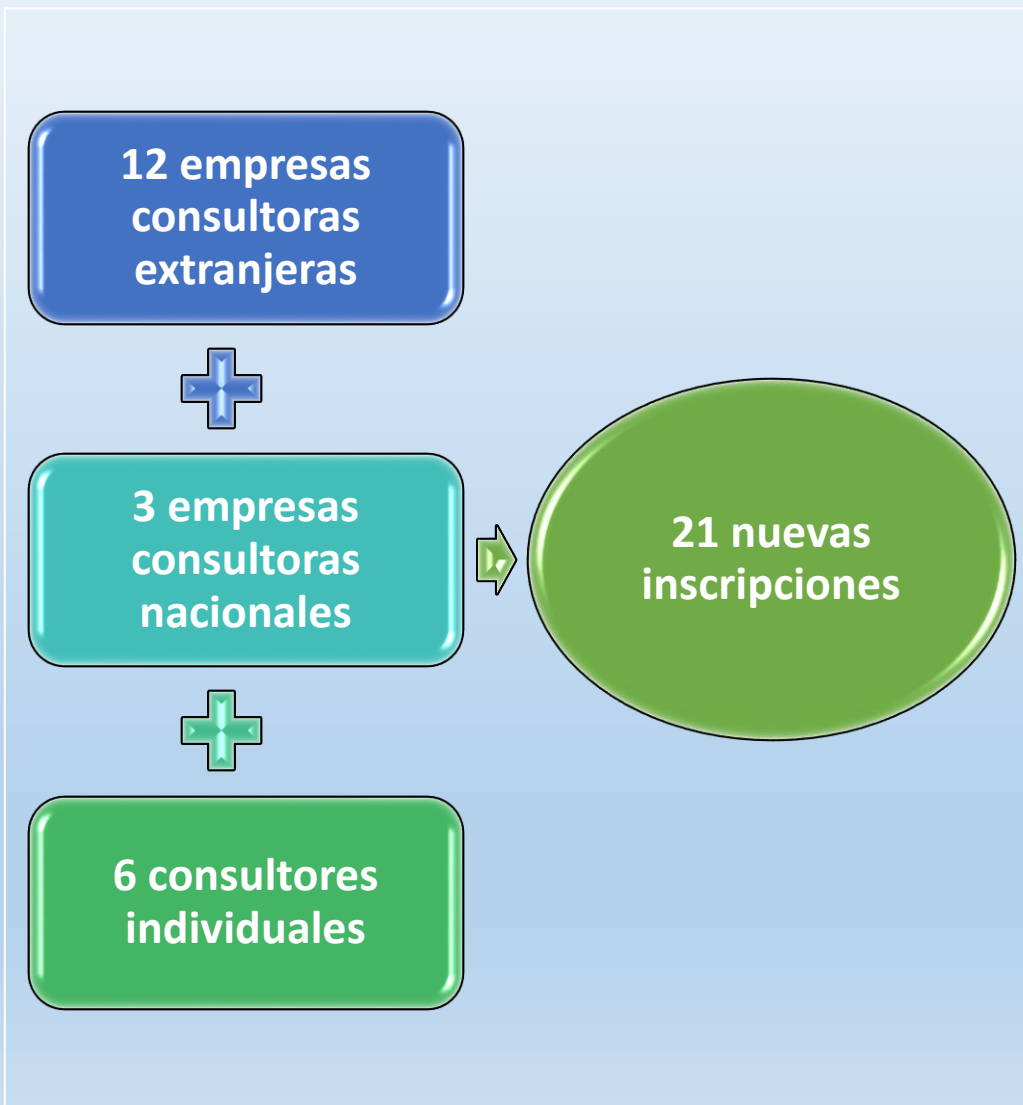 12 empresas
consultoras
extranjeras
3 empresas
consultoras
nacionales
21 nuevas
inscripciones
6 consultores
individuales